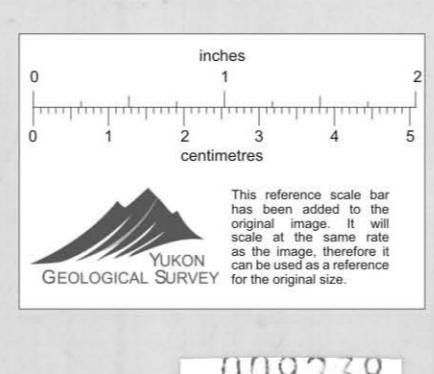 inches
0 1 2
0 1 2 3 4 5
centimetres
YUKON
GEOLOGICAL SURVEY
This reference scale bar
has been added to the
original image. It will
scale at the same rate
as the image, therefore it
can be used as a reference
for the original size.